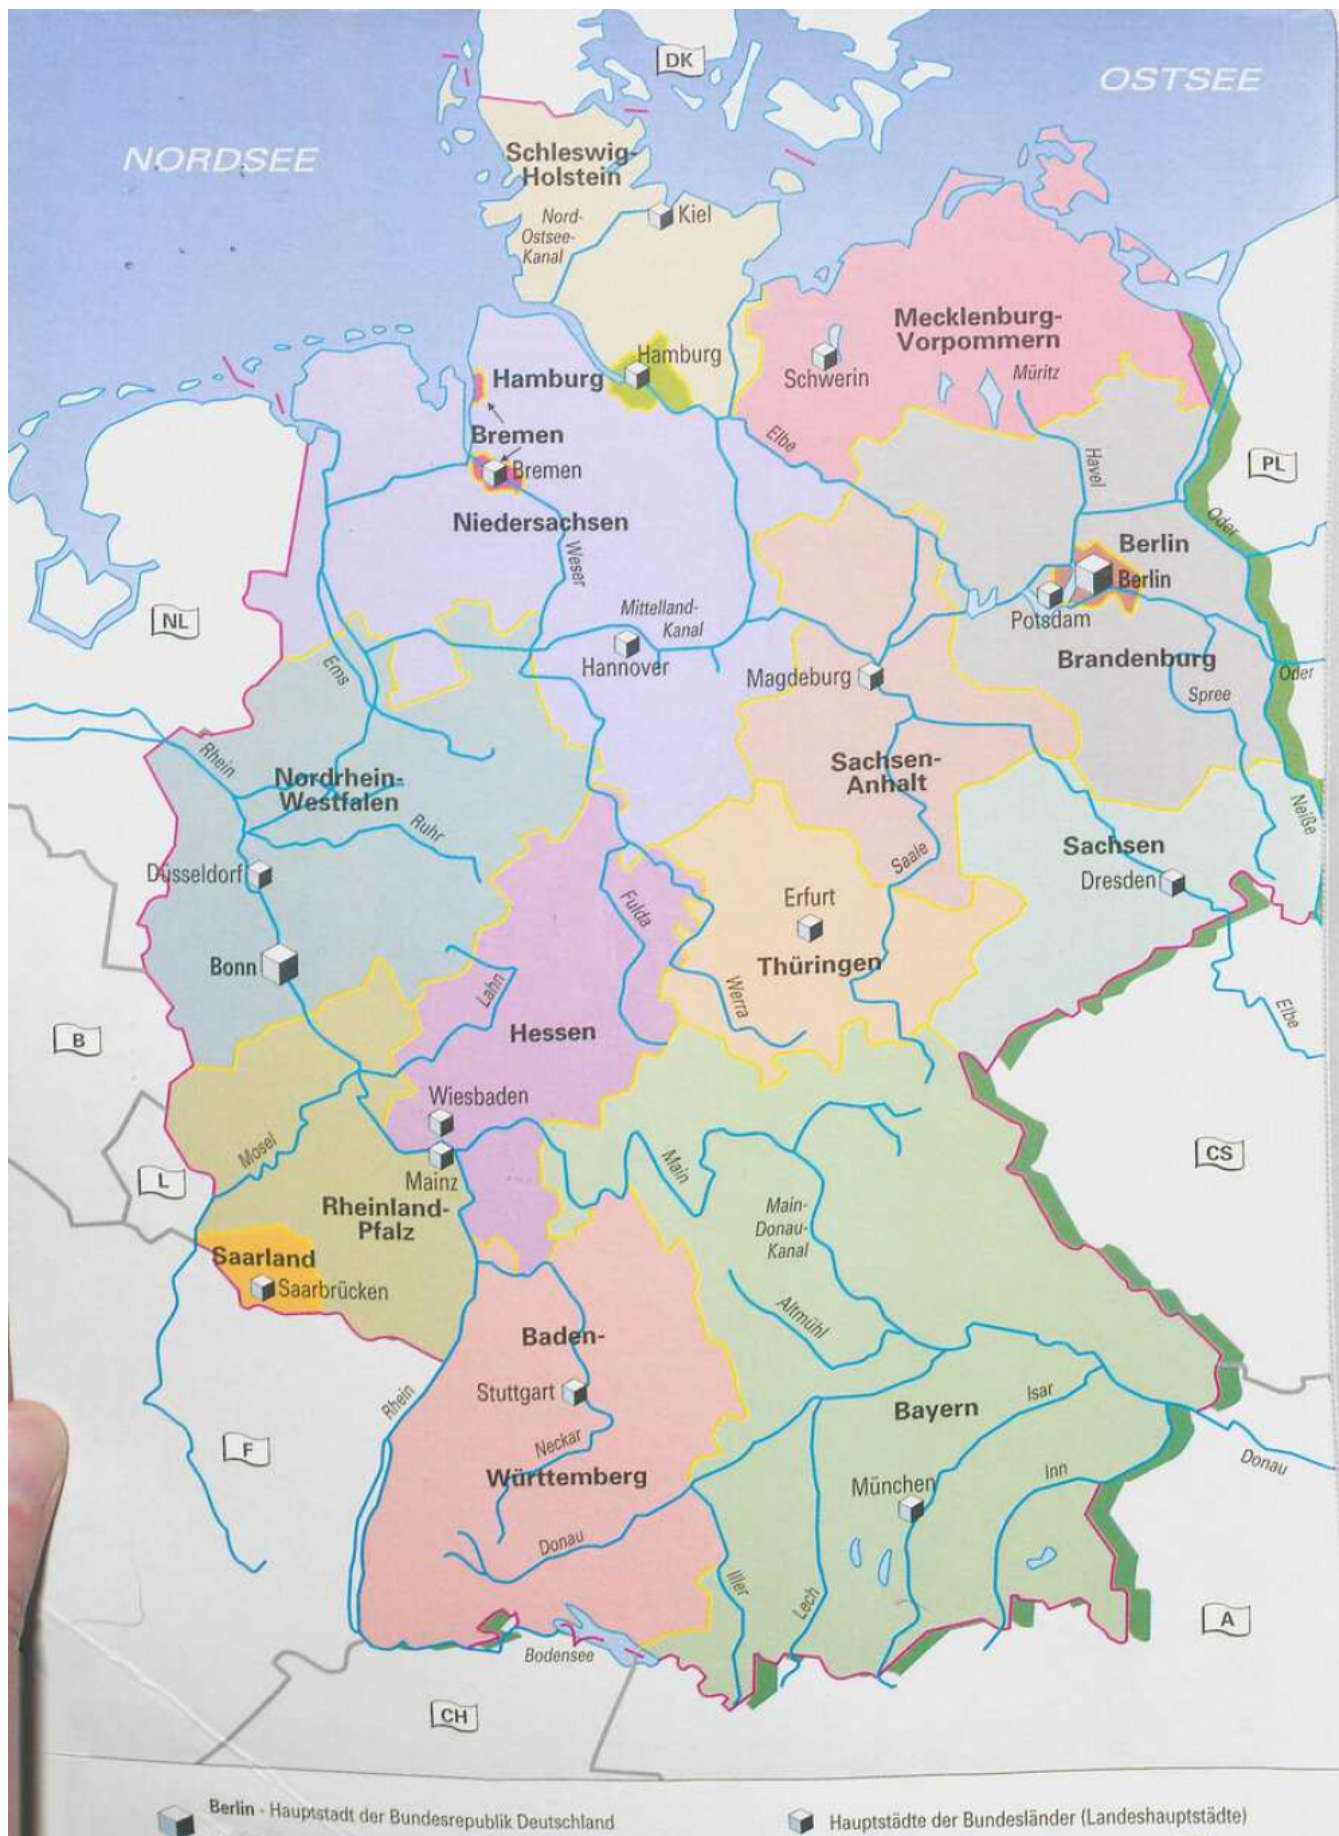 DK
OSTSEE
NORDSEE
Schleswig-
Holstein
Nord-
Ostsee-
Kanal
Kiel
Mecklenburg-
Vorpommern
Hamburg
Schwerin
Müritz
Hamburg
Bremen
Elbe
Havel
PL
Bremen
Oder
Niedersachsen
Weser
Berlin
Berlin
NL
Mittelland-
Kanal
Potsdam
Hannover
Magdeburg
Brandenburg
Ems
Oder
Spree
Rhein
Nordrhein-
Westfalen
Sachsen-
Anhalt
Neiße
Ruhr
Sachsen
Düsseldorf
Saale
Dresden
Erfurt
Fulda
Bonn
Thüringen
Lahn
Werra
Elbe
B
Hessen
Wiesbaden
Mosel
CS
L
Main
Mainz
Rheinland-
Pfalz
Main-
Donau-
Kanal
Saarland
Saarbrücken
Altmühl
Baden-
Stuttgart
Isar
Rhein
Bayern
F
Neckar
Donau
Württemberg
Inn
München
Donau
Iller
Lech
A
Bodensee
CH
Berlin - Hauptstadt der Bundesrepublik Deutschland
Hauptstädte der Bundesländer (Landeshauptstädte)